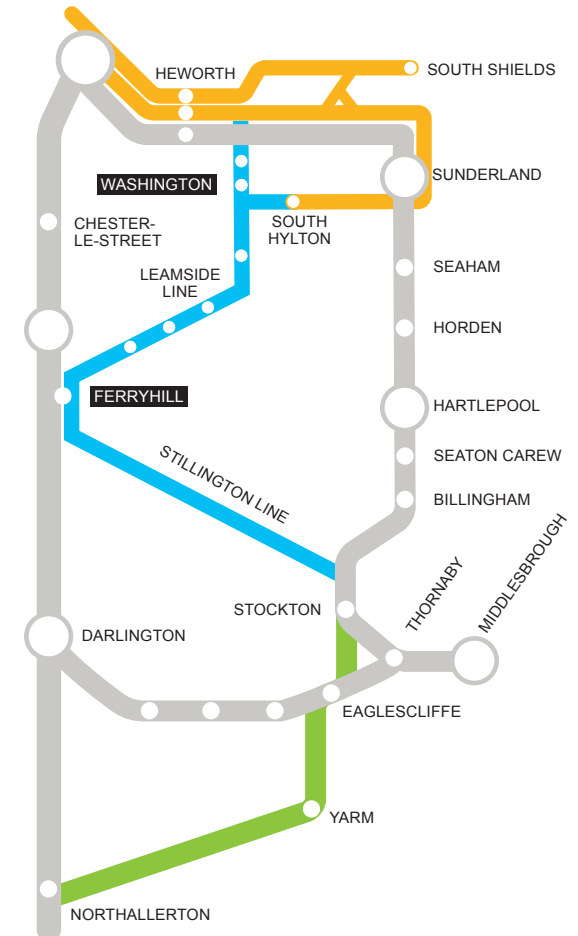 HEWORTH
SOUTH SHIELDS
WASHINGTON
SUNDERLAND
CHESTER-
LE-STREET
SOUTH
HYLTON
SEAHAM
LEAMSIDE
LINE
HORDEN
FERRYHILL
HARTLEPOOL
STILLINGTON LINE
SEATON CAREW
BILLINGHAM
THORNABY
MIDDLESBROUGH
STOCKTON
DARLINGTON
EAGLESCLIFFE
YARM
NORTHALLERTON